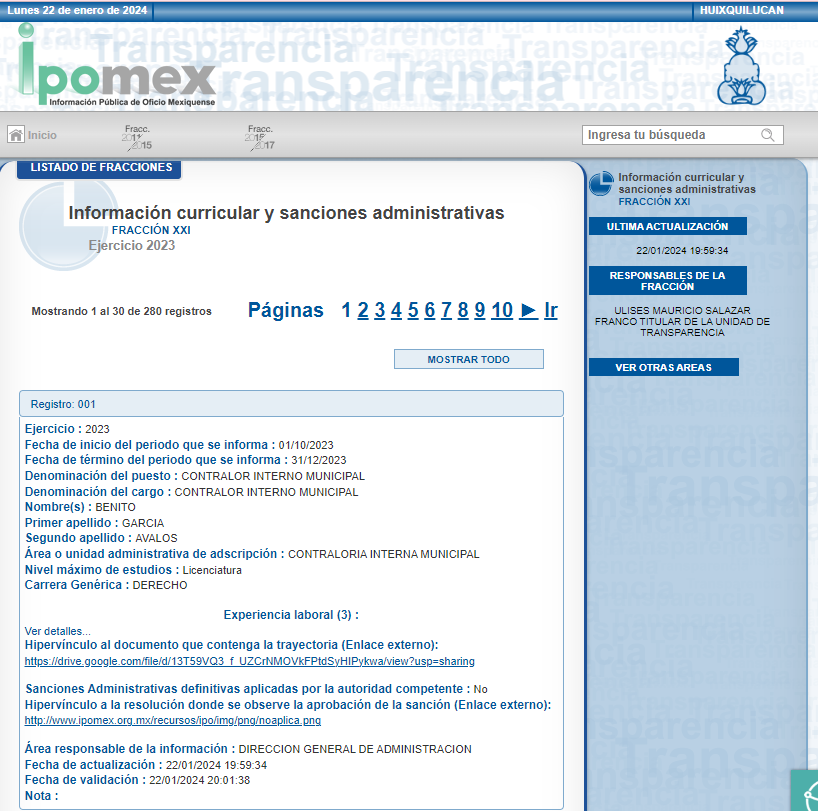 Lunes 22 de enero de 2024
HUIXQUILUCAN
ipomex
Información Pública de Oficio Mexiquense
Transparencia
Inicio
Fracc.
2011/2015
Fracc.
2015/2017
Ingresa tu búsqueda
LISTADO DE FRACCIONES
Información curricular y sanciones administrativas
FRACCIÓN XXI
Ejercicio 2023
Mostrando 1 al 30 de 280 registros
Páginas 1 2 3 4 5 6 7 8 9 10 ► Ir
MOSTRAR TODO
Registro: 001
Ejercicio : 2023
Fecha de inicio del periodo que se informa : 01/10/2023
Fecha de término del periodo que se informa : 31/12/2023
Denominación del puesto : CONTRALOR INTERNO MUNICIPAL
Denominación del cargo : CONTRALOR INTERNO MUNICIPAL
Nombre(s) : BENITO
Primer apellido : GARCIA
Segundo apellido : AVALOS
Área o unidad administrativa de adscripción : CONTRALORIA INTERNA MUNICIPAL
Nivel máximo de estudios : Licenciatura
Carrera Genérica : DERECHO
Experiencia laboral (3) :
Ver detalles...
Hipervínculo al documento que contenga la trayectoria (Enlace externo):
https://drive.google.com/file/d/13T59VQ3_f_UZCrNMOVkFPtdSyHIPykwa/view?usp=sharing
Sanciones Administrativas definitivas aplicadas por la autoridad competente : No
Hipervínculo a la resolución donde se observe la aprobación de la sanción (Enlace externo):
http://www.ipomex.org.mx/recursos/ipo/img/png/noaplica.png
Área responsable de la información : DIRECCION GENERAL DE ADMINISTRACION
Fecha de actualización : 22/01/2024 19:59:34
Fecha de validación : 22/01/2024 20:01:38
Nota :
Información curricular y
sanciones administrativas
FRACCIÓN XXI
ULTIMA ACTUALIZACIÓN
22/01/2024 19:59:34
RESPONSABLES DE LA
FRACCIÓN
ULISES MAURICIO SALAZAR
FRANCO TITULAR DE LA UNIDAD DE
TRANSPARENCIA
VER OTRAS AREAS